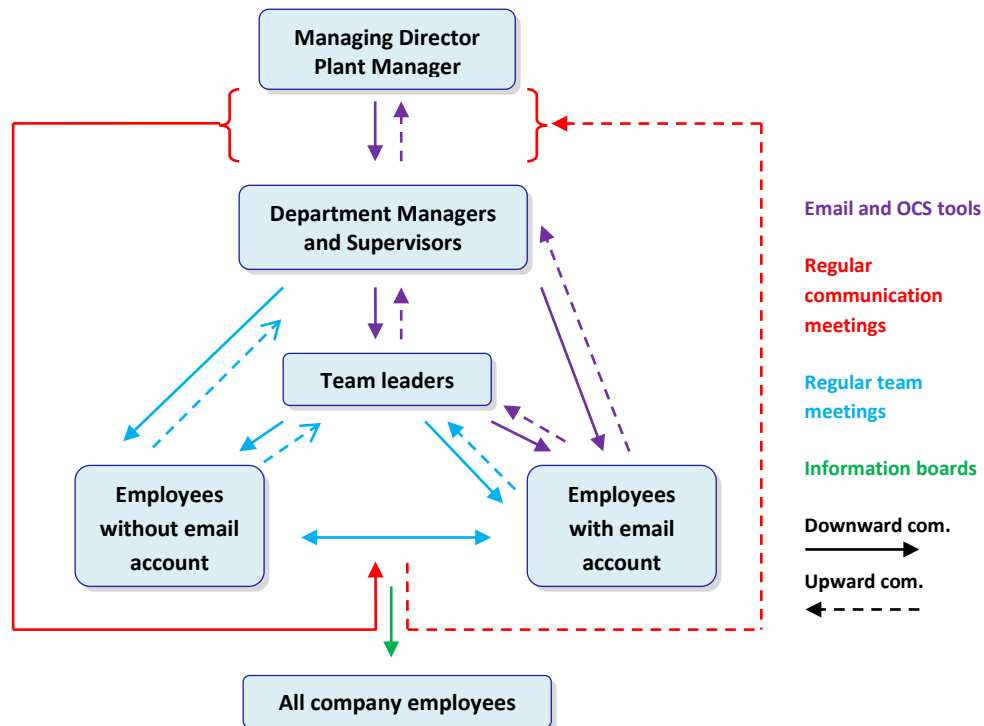 Managing Director
Plant Manager
Department Managers
and Supervisors
Email and OCS tools
Regular
communication
meetings
Team leaders
Regular team
meetings
Employees
without email
account
Employees
with email
account
Information boards
Downward com.
Upward com.
All company employees